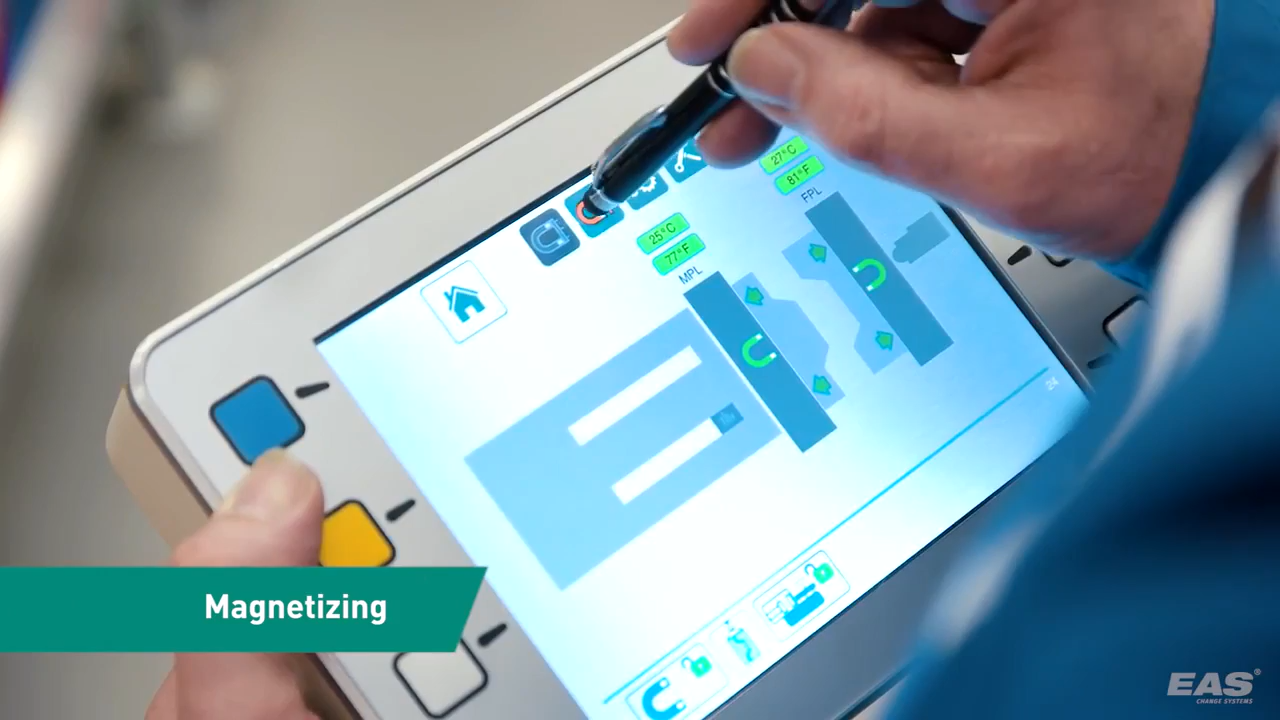 27°C
81°F
FPL
25°C
77°F
MPL
24
Magnetizing
EAS®
CHANGE SYSTEMS